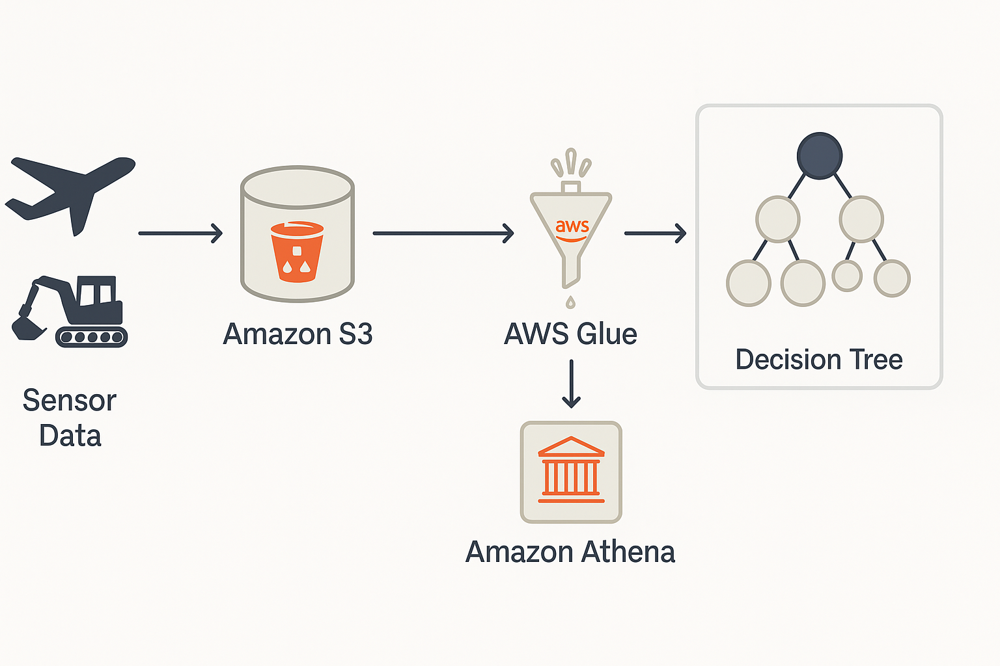 Sensor
Data
Amazon S3
aws
AWS Glue
Amazon Athena
Decision Tree